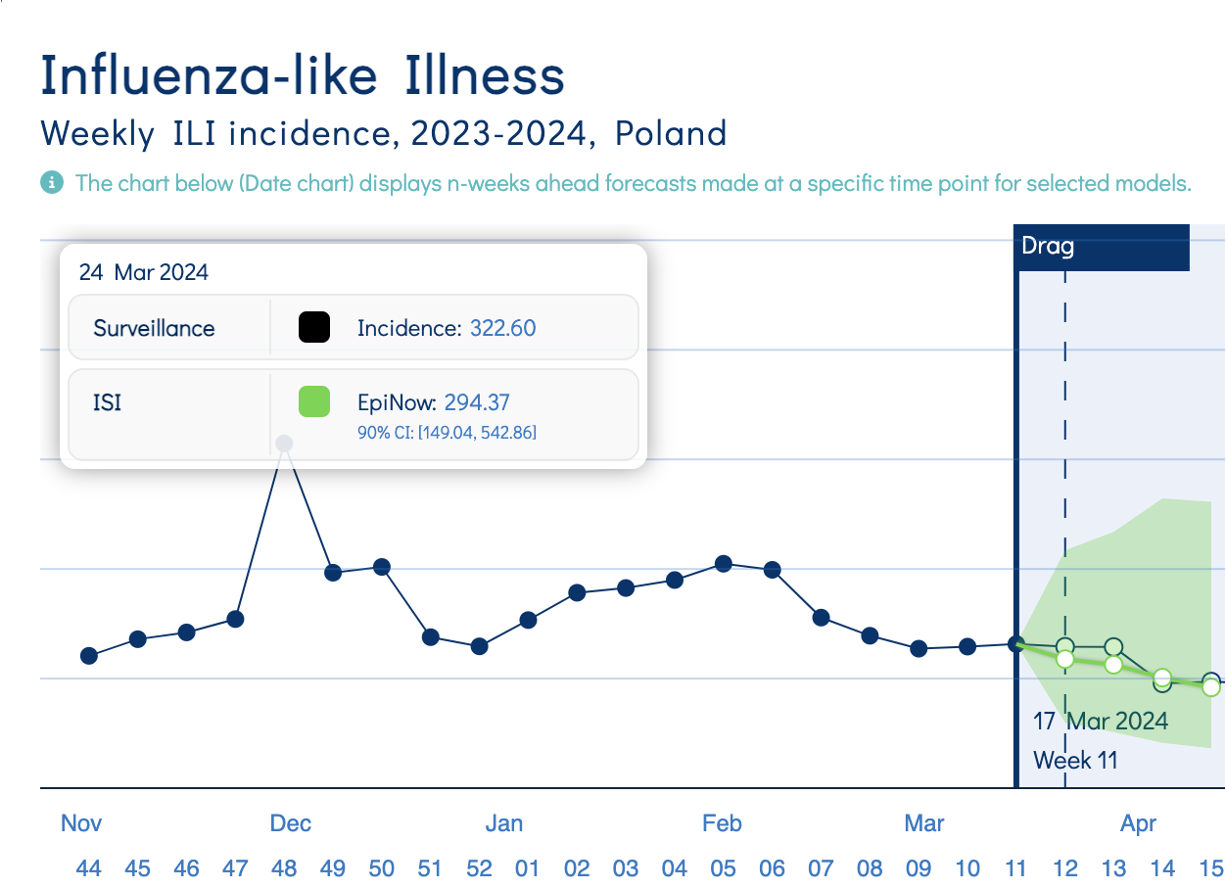 Influenza-like Illness
Weekly ILI incidence, 2023-2024, Poland
The chart below (Date chart) displays n-weeks ahead forecasts made at a specific time point for selected models.
Drag
24 Mar 2024
Surveillance Incidence: 322.60
ISI EpiNow: 294.37
90% CI: [149.04, 542.86]
17 Mar 2024
Week 11
Nov Dec Jan Feb Mar Apr
44 45 46 47 48 49 50 51 52 01 02 03 04 05 06 07 08 09 10 11 12 13 14 15